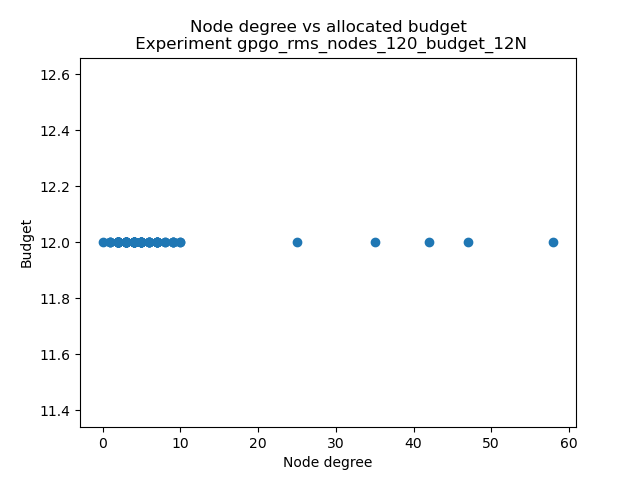 Node degree vs allocated budget
Experiment gpgo_rms_nodes_120_budget_12N
12.6
12.4
12.2
12.0
11.8
11.6
11.4
Budget
0 10 20 30 40 50 60
Node degree